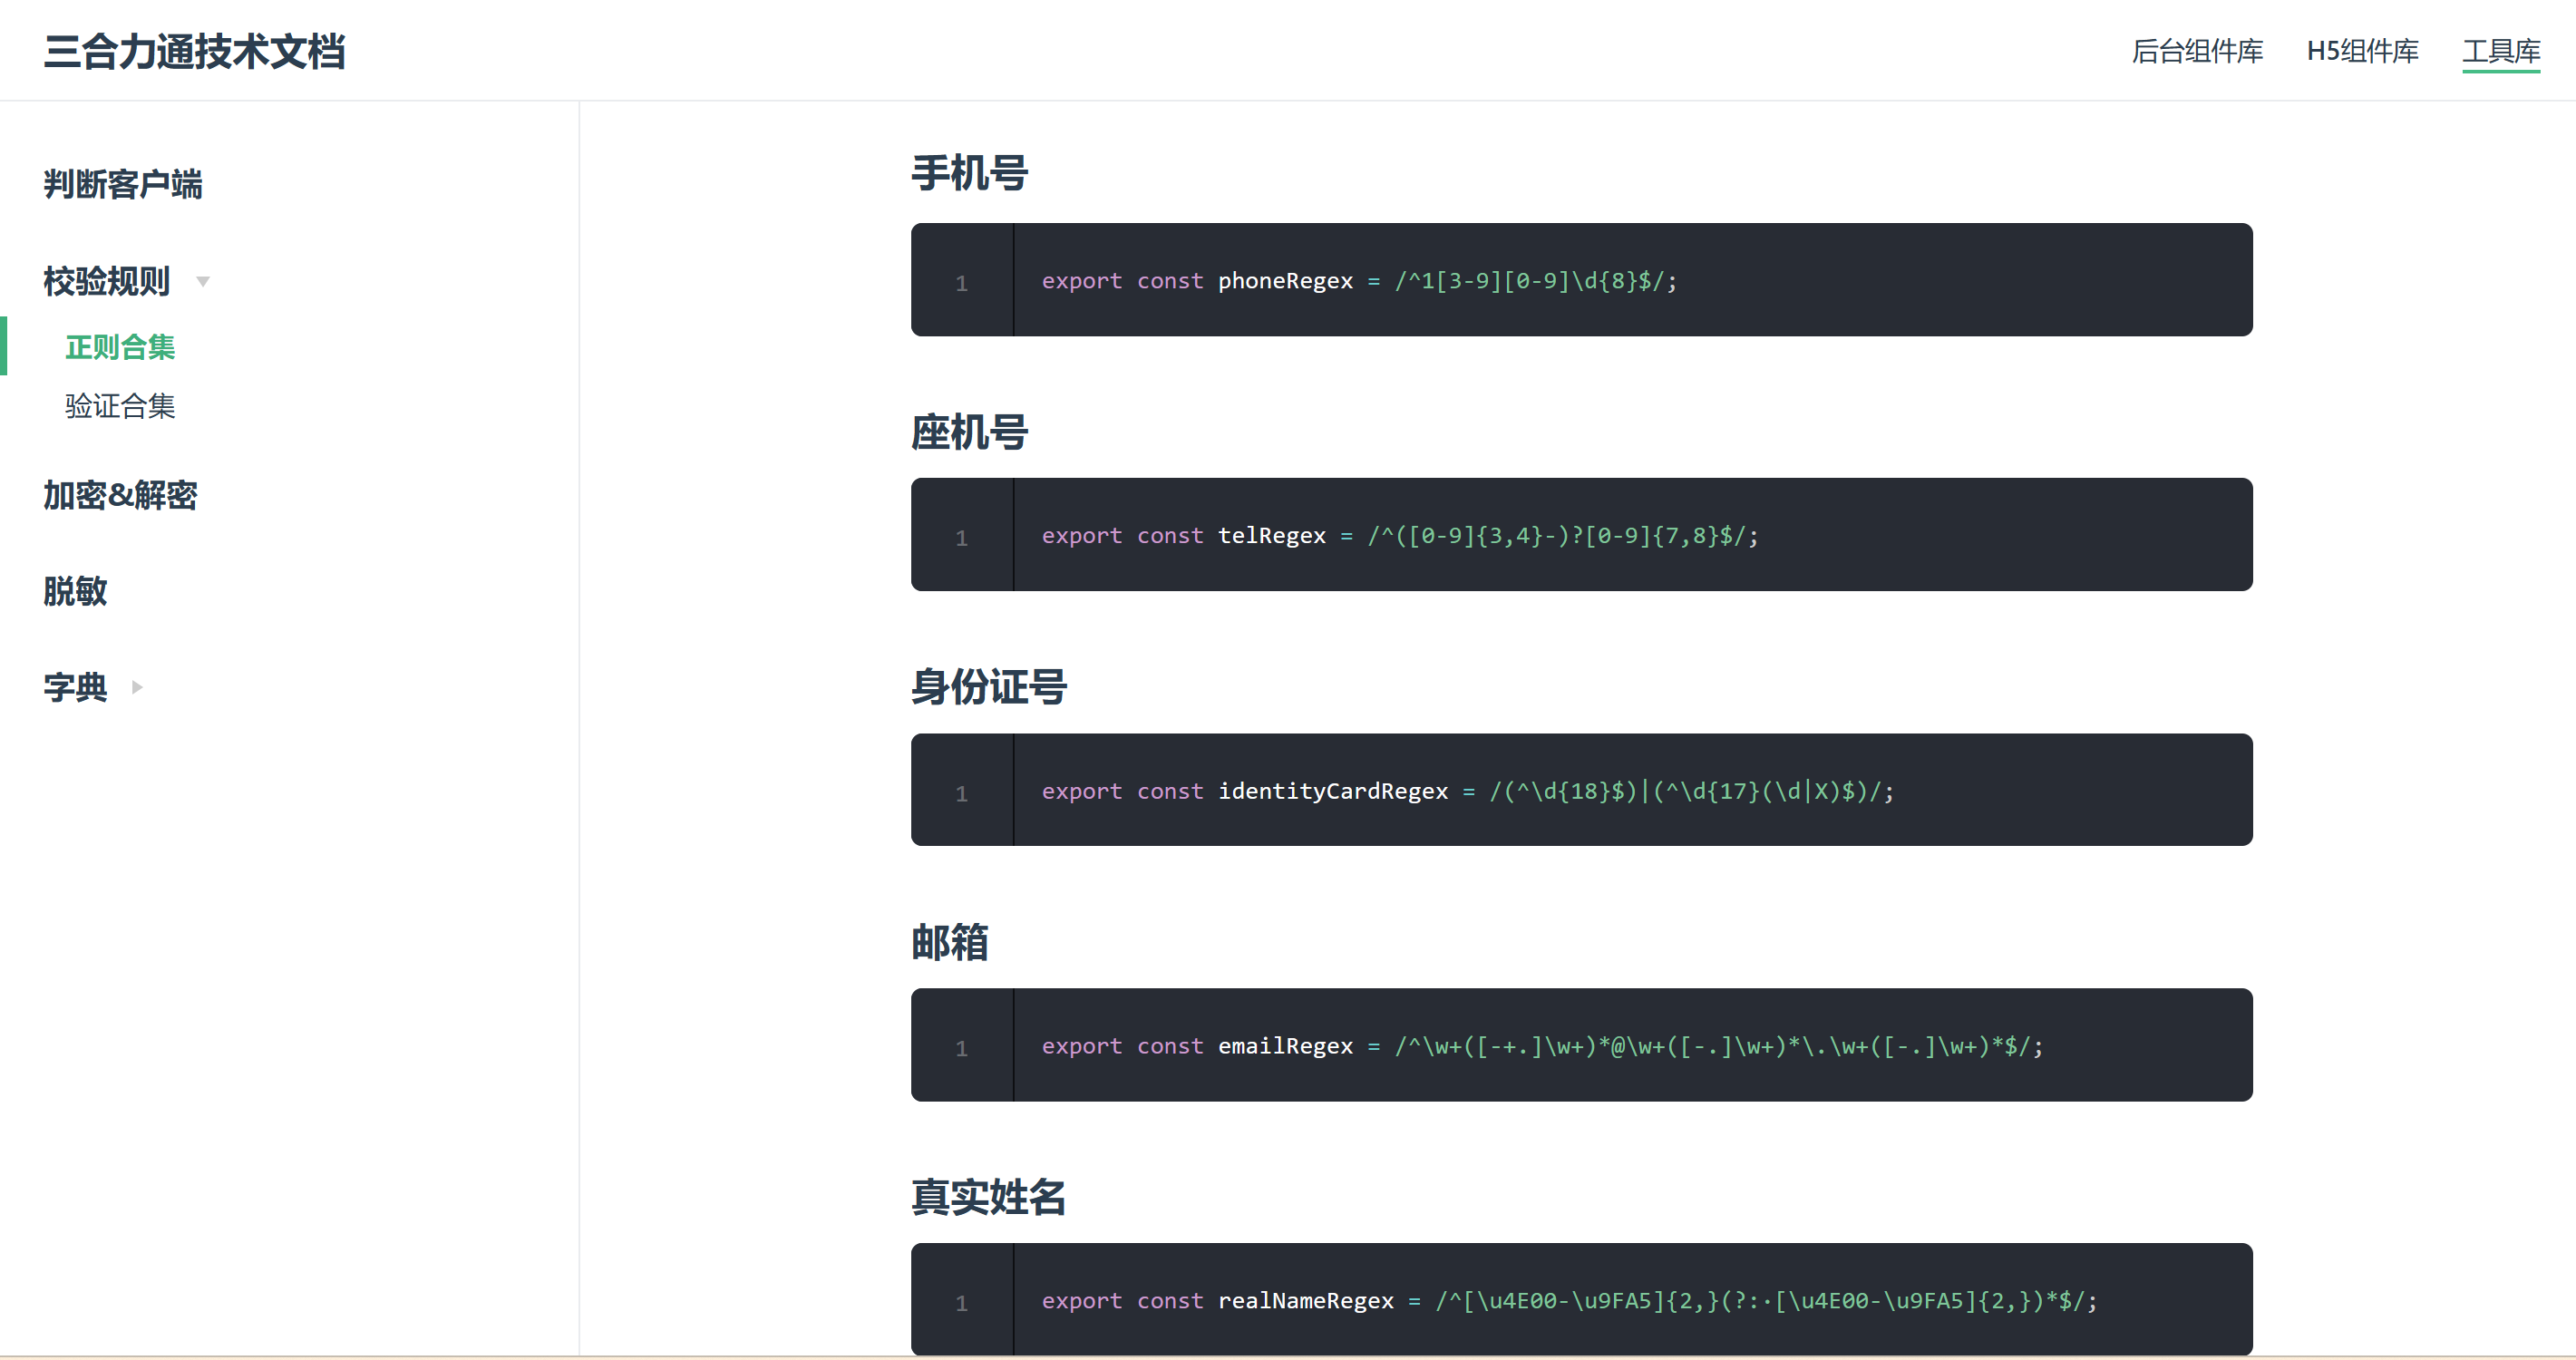 三合力通技术文档
后台组件库 H5组件库 工具库
判断客户端
校验规则
正则合集
验证合集
加密&解密
脱敏
字典
手机号
1 export const phoneRegex = /^1[3-9][0-9]\d{8}$/;
座机号
1 export const telRegex = /^([0-9]{3,4}-)?[0-9]{7,8}$/;
身份证号
1 export const identityCardRegex = /(^\d{18}$)|(^\d{17}(\d|X)$)/;
邮箱
1 export const emailRegex = /^\w+([-+.]\w+)*@\w+([-.]\w+)*\.\w+([-.]\w+)*$/;
真实姓名
1 export const realNameRegex = /^[\u4E00-\u9FA5]{2,}(?:·[\u4E00-\u9FA5]{2,})*$/;